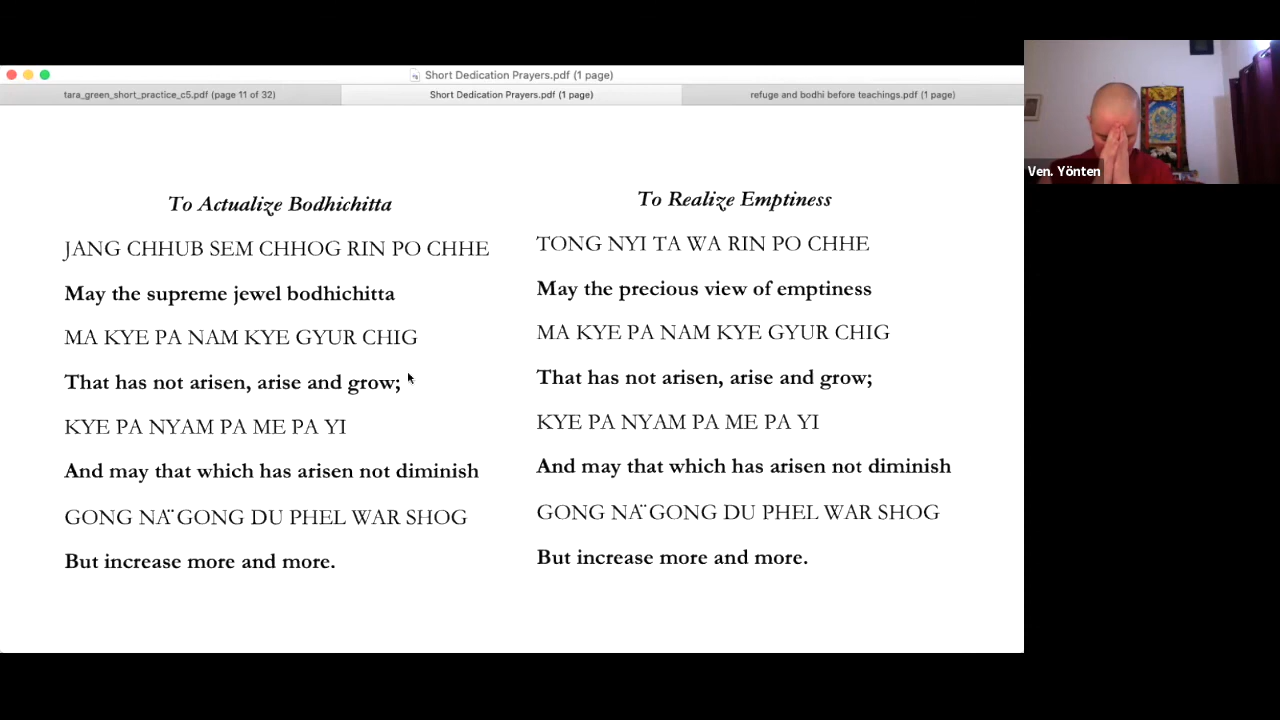 Short Dedication Prayers.pdf (1 page)
tara_green_short_practice_c5.pdf (page 11 of 32)
Short Dedication Prayers.pdf (1 page)
refuge and bodhi before teachings.pdf (1 page)
Ven. Yönten
To Actualize Bodhichitta
JANG CHHUB SEM CHHOG RIN PO CHHE
May the supreme jewel bodhichitta
MA KYE PA NAM KYE GYUR CHIG
That has not arisen, arise and grow;
KYE PA NYAM PA ME PA YI
And may that which has arisen not diminish
GONG NA¨ GONG DU PHEL WAR SHOG
But increase more and more.
To Realize Emptiness
TONG NYI TA WA RIN PO CHHE
May the precious view of emptiness
MA KYE PA NAM KYE GYUR CHIG
That has not arisen, arise and grow;
KYE PA NYAM PA ME PA YI
And may that which has arisen not diminish
GONG NA¨ GONG DU PHEL WAR SHOG
But increase more and more.